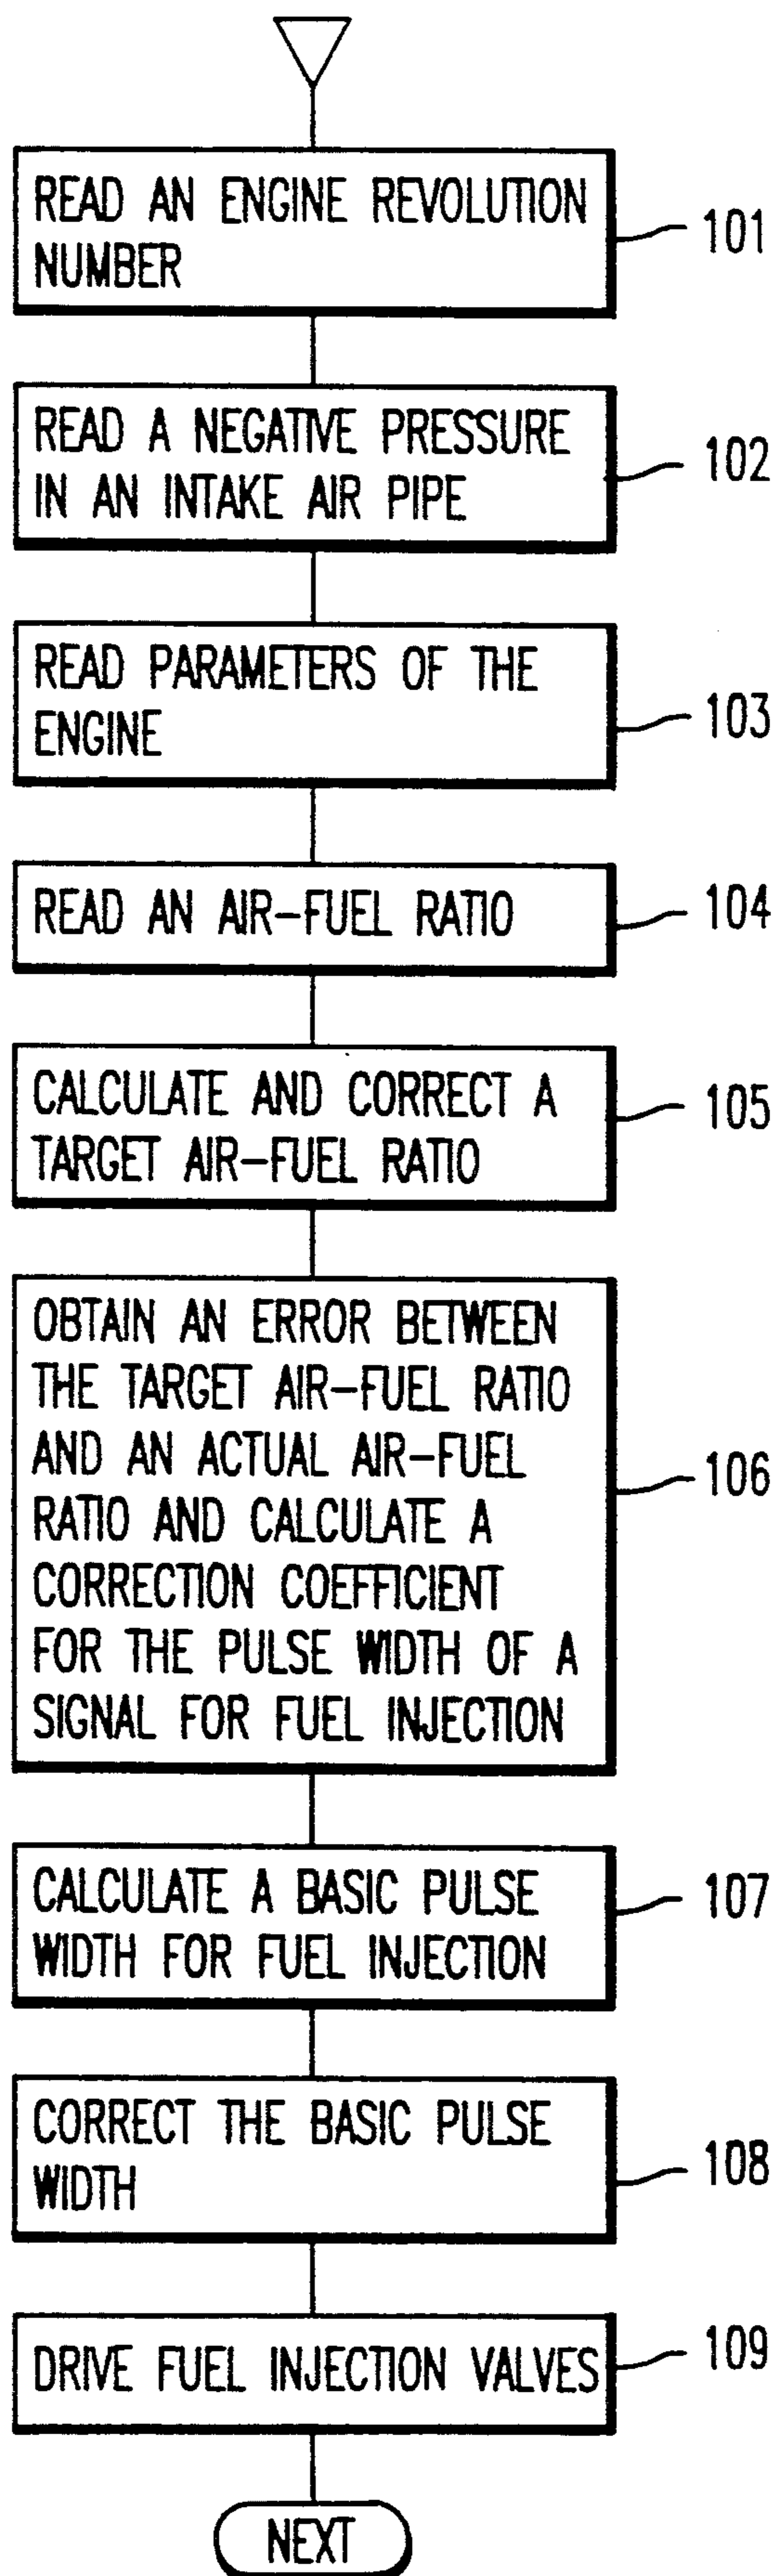 READ AN ENGINE REVOLUTION
NUMBER
101
READ A NEGATIVE PRESSURE
IN AN INTAKE AIR PIPE
102
READ PARAMETERS OF THE
ENGINE
103
READ AN AIR-FUEL RATIO
104
CALCULATE AND CORRECT A
TARGET AIR-FUEL RATIO
105
OBTAIN AN ERROR BETWEEN
THE TARGET AIR-FUEL RATIO
AND AN ACTUAL AIR-FUEL
RATIO AND CALCULATE A
CORRECTION COEFFICIENT
FOR THE PULSE WIDTH OF A
SIGNAL FOR FUEL INJECTION
106
CALCULATE A BASIC PULSE
WIDTH FOR FUEL INJECTION
107
CORRECT THE BASIC PULSE
WIDTH
108
DRIVE FUEL INJECTION VALVES
109
NEXT